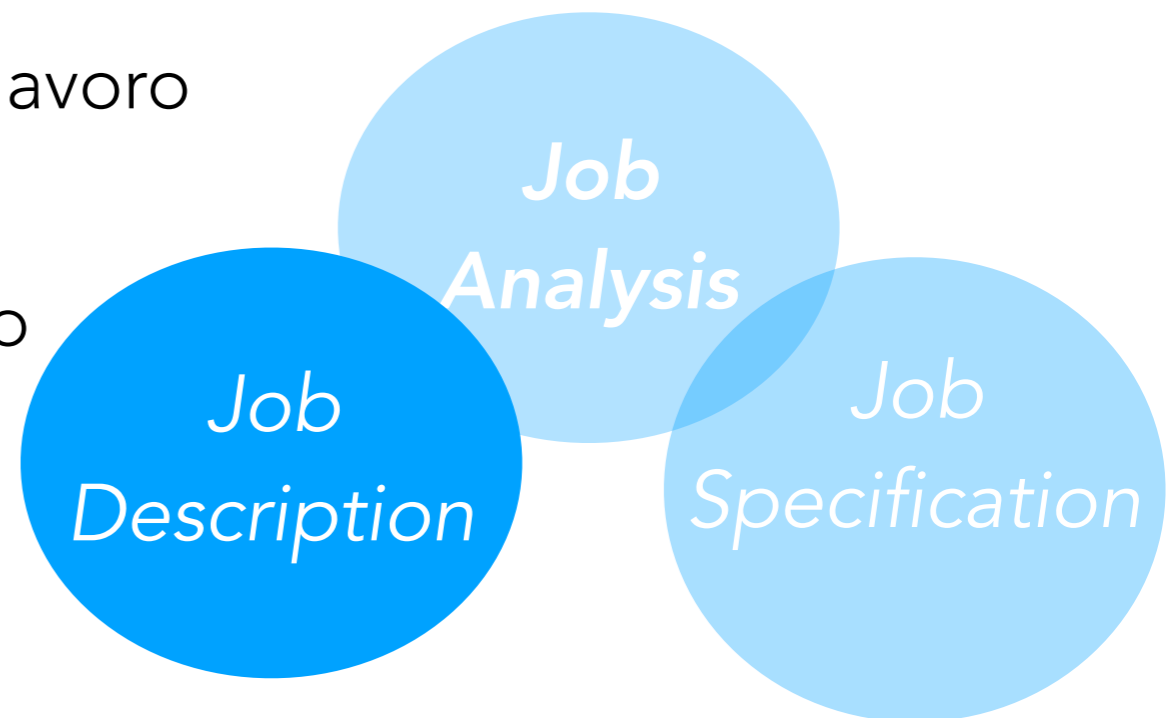 avoro
Job
Analysis
o
Job
Description
Job
Specification